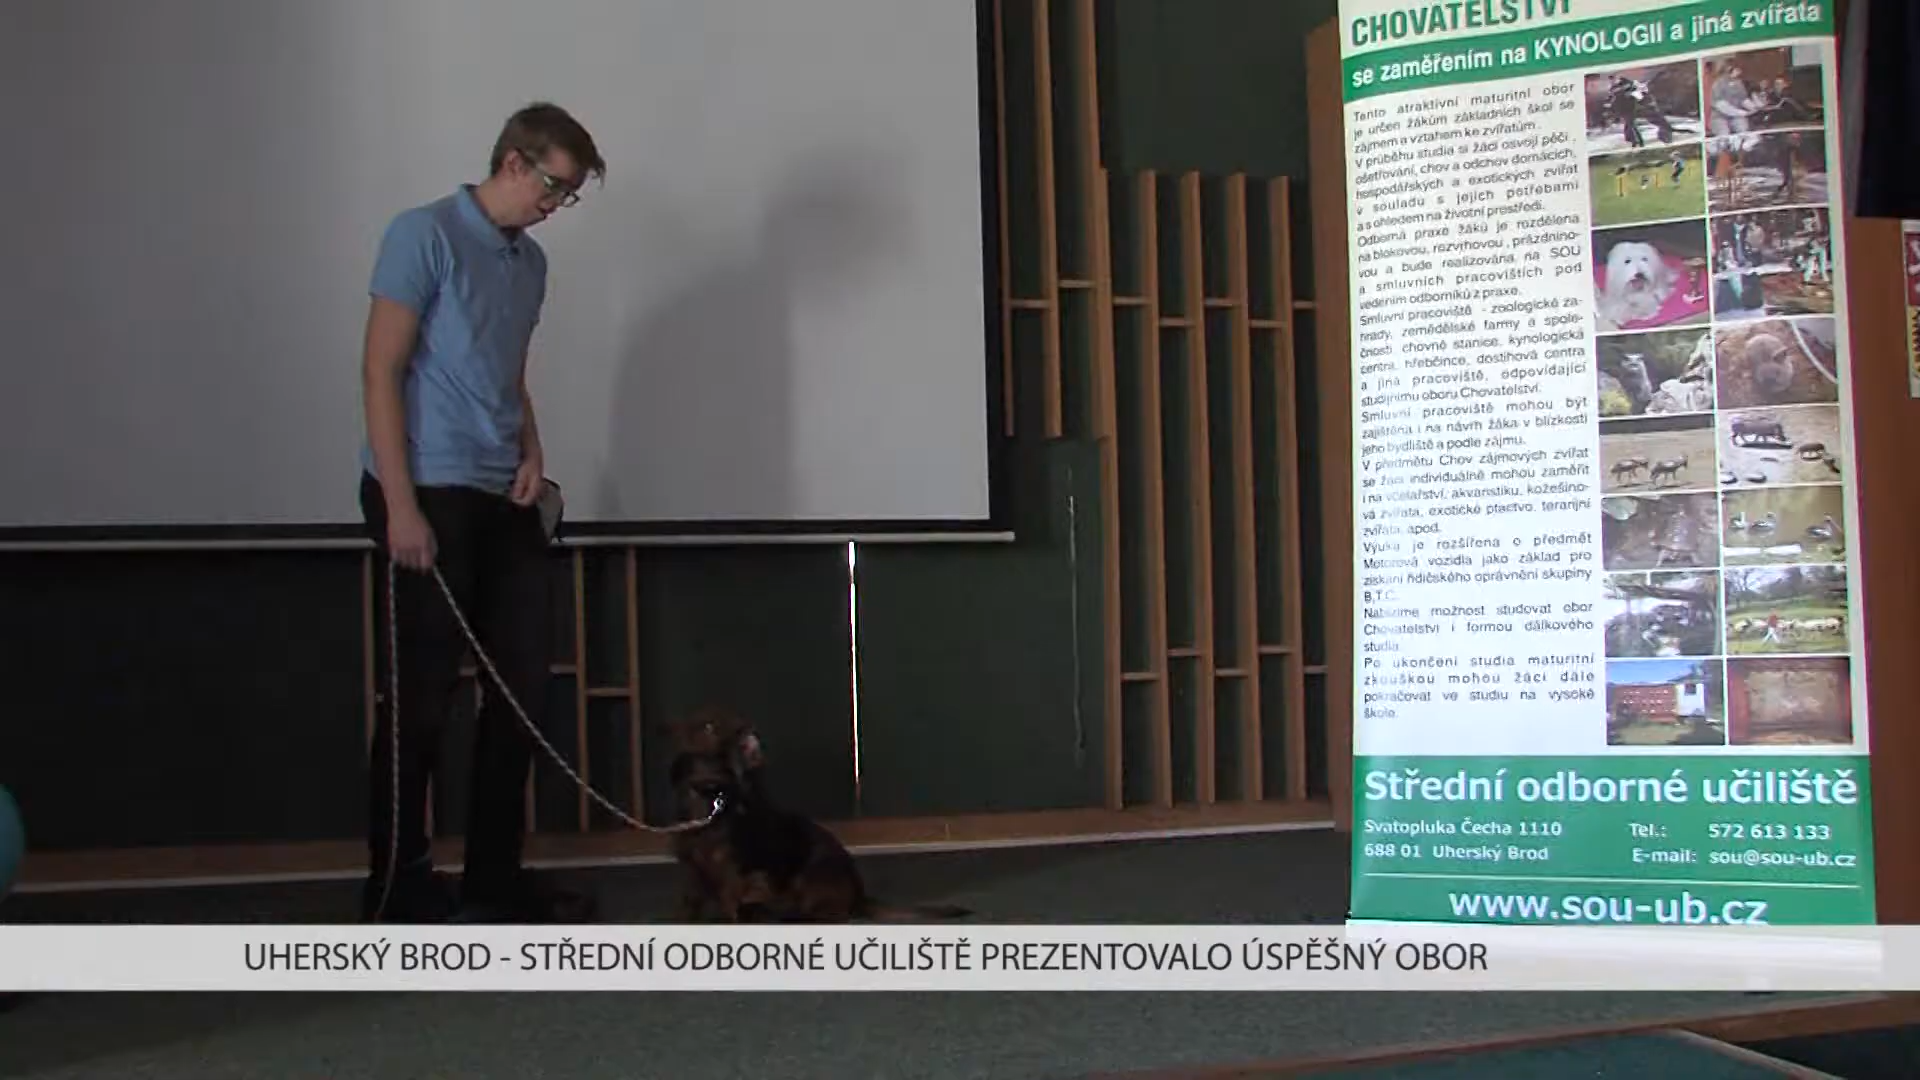 CHOVATELSTVÍ
se zaměřením na KYNOLOGII a jiná zvířata
Tento atraktivní maturitní obor
je určen žákům základních škol se
zájmem a vztahem ke zvířatům.
V průběhu studia si žáci osvojí péči,
ošetřování, chov a odchov domácích,
hospodářských a exotických zvířat
v souladu s jejich potřebami
a s ohledem na životní prostředí.
Odborná praxe žáků je rozdělena
na blokovou, rozvrhovou, prázdnino-
vou a bude realizována na SOU
a smluvních pracovištích pod
vedením odborníků z praxe.
Smluvní pracoviště - zoologické za-
hrady, zemědělské farmy a spole-
čnosti, chovné stanice, kynologická
centra, hřebčince, dostihová centra
a jiná pracoviště, odpovídající
studijnímu oboru Chovatelství.
Smluvní pracoviště mohou být
zajištěna i na návrh žáka v blízkosti
jeho bydliště a podle zájmu.
V předmětu Chov zájmových zvířat
se žáci individuálně mohou zaměřit
i na včelařství, akvaristiku, kožešino-
vá zvířata, exotické ptactvo, terarijní
zvířata, apod.
Výuka je rozšířena o předmět
Motorová vozidla jako základ pro
získání řidičského oprávnění skupiny
B,T,C.
Nabízíme možnost studovat obor
Chovatelství i formou dálkového
studia.
Po ukončení studia maturitní
zkouškou mohou žáci dále
pokračovat ve studiu na vysoké
škole.
Střední odborné učiliště
Svatopluka Čecha 1110 Tel.: 572 613 133
688 01 Uherský Brod E-mail: sou@sou-ub.cz
www.sou-ub.cz
UHERSKÝ BROD - STŘEDNÍ ODBORNÉ UČILIŠTĚ PREZENTOVALO ÚSPĚŠNÝ OBOR